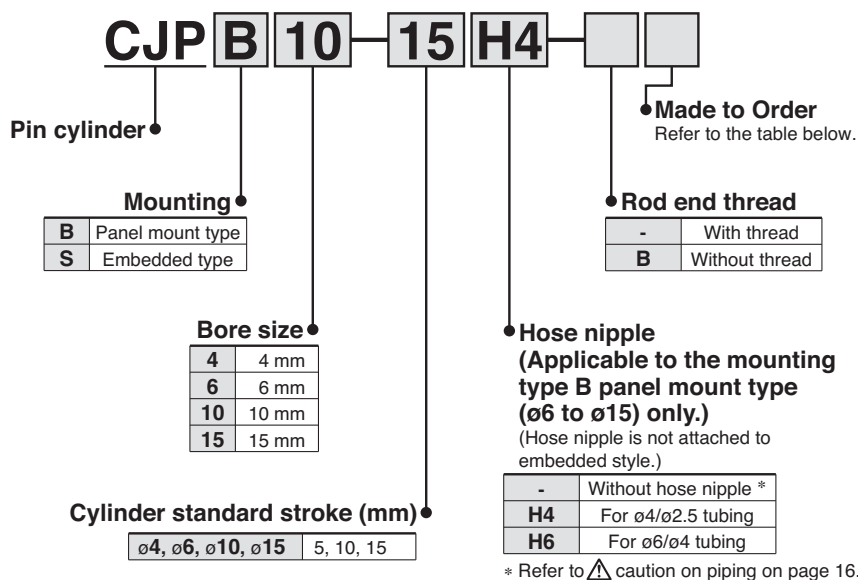 CJP B 10 — 15 H4 —
Made to Order
Refer to the table below.
Pin cylinder
Mounting
B Panel mount type
S Embedded type
Rod end thread
- With thread
B Without thread
Bore size
4 4 mm
6 6 mm
10 10 mm
15 15 mm
Hose nipple
(Applicable to the mounting
type B panel mount type
(ø6 to ø15) only.)
(Hose nipple is not attached to
embedded style.)
- Without hose nipple *
H4 For ø4/ø2.5 tubing
H6 For ø6/ø4 tubing
* Refer to ⚠ caution on piping on page 16.
Cylinder standard stroke (mm)
ø4, ø6, ø10, ø15 5, 10, 15